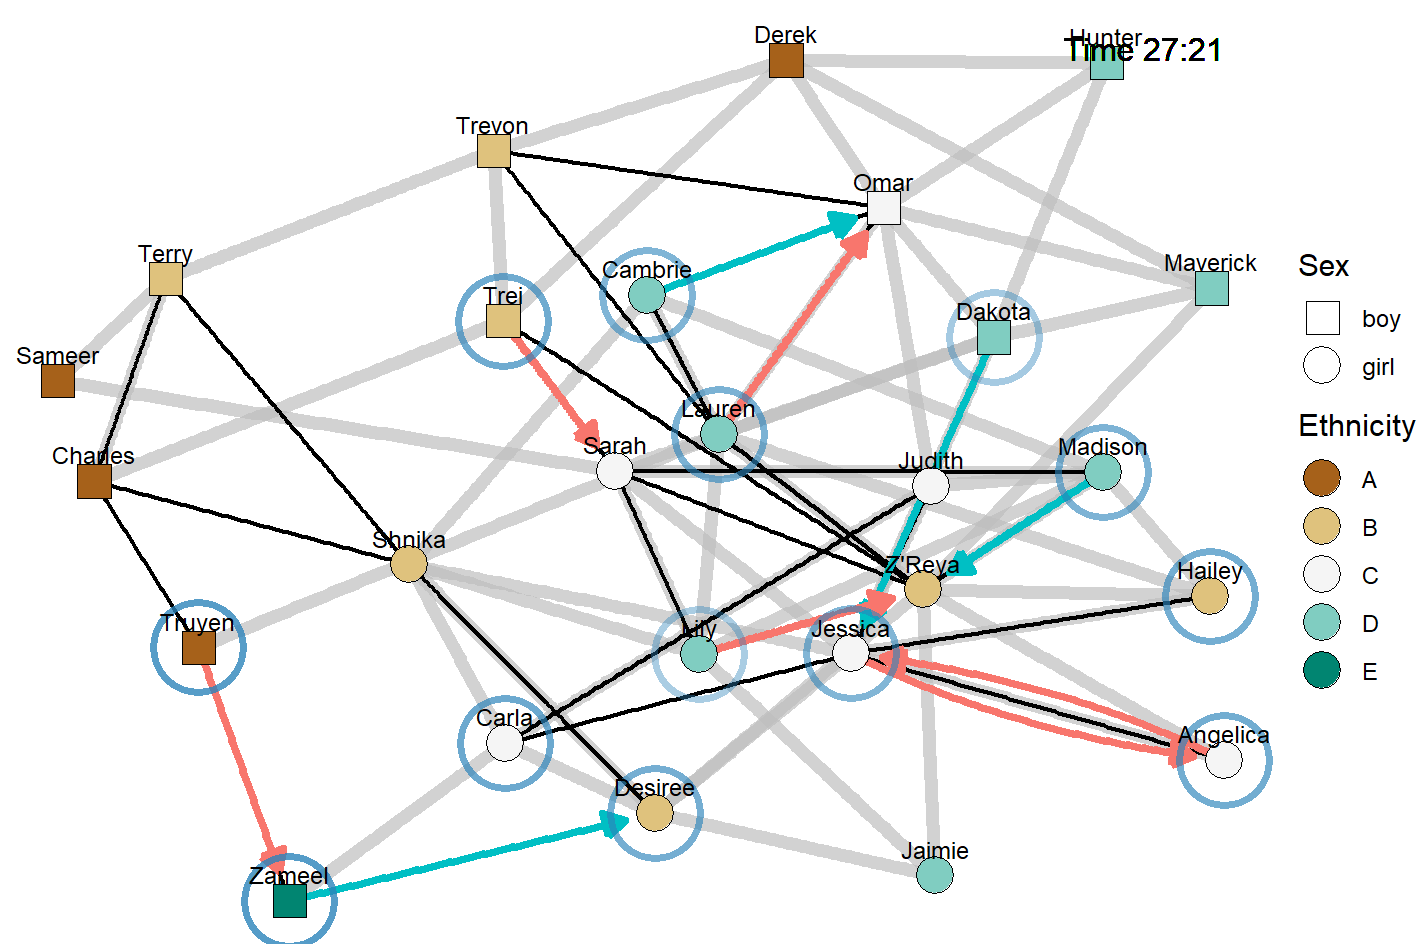 Derek
Hunter
Time 27:21
Trevon
Omar
Terry
Cambrie
Maverick
Trei
Dakota
Sameer
Lauren
Sarah
Judith
Madison
Charles
Shnika
Z'Reya
Hailey
Truyen
Lily
Jessica
Carla
Angelica
Desiree
Jaimie
Zameel
Sex
boy
girl
Ethnicity
A
B
C
D
E